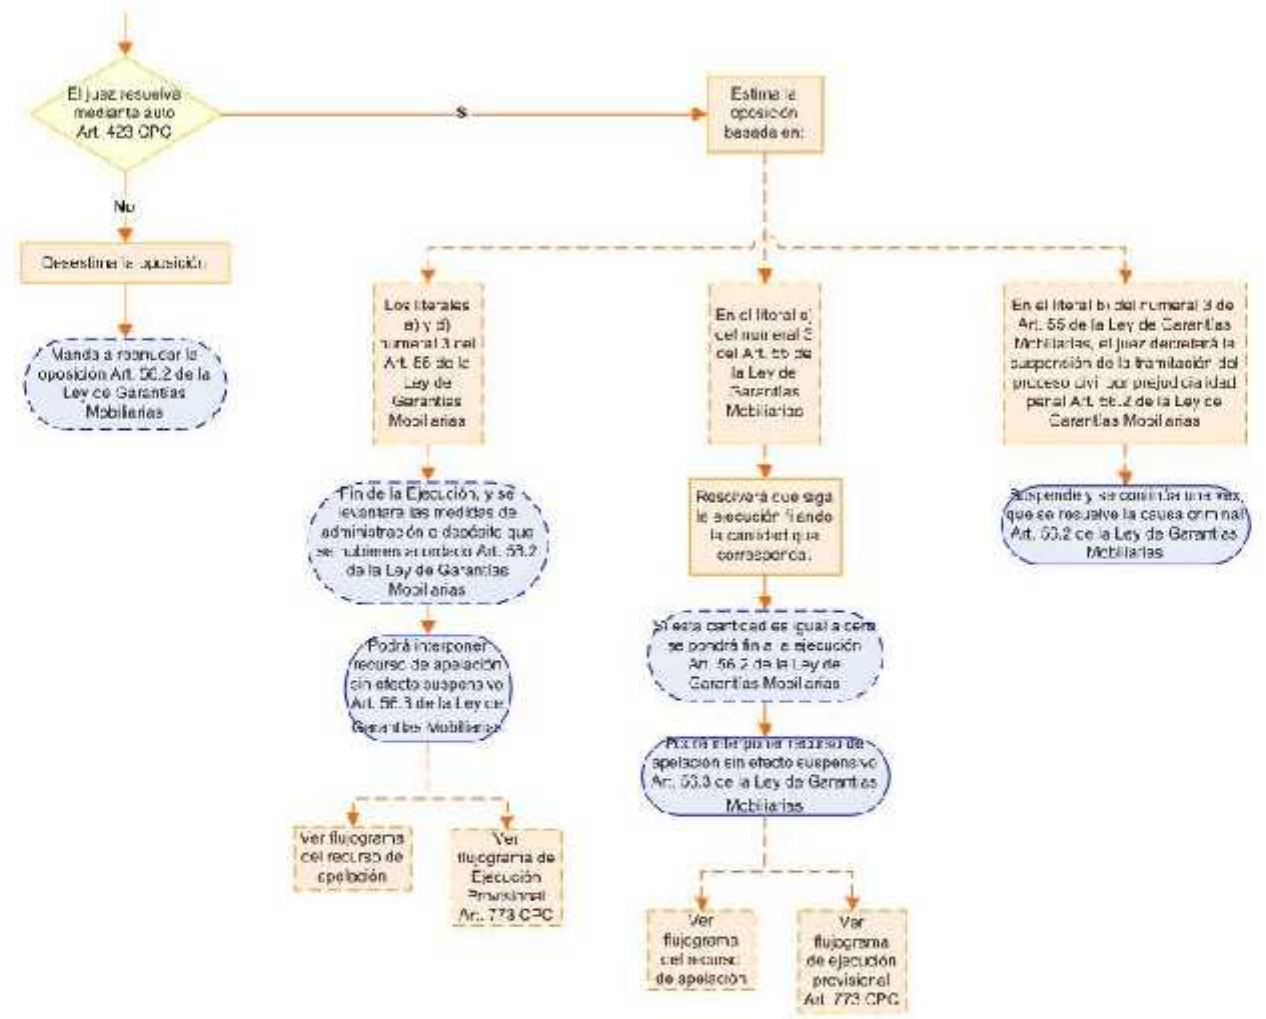 El juez resuelva
mediante auto
Art. 423 CPC
S
Estima la
oposición
basada en:
No
Desestima la oposición
Manda a reanudar la
oposición Art. 56.2 de la
Ley de Garantías
Mobiliarias
Los literales
y d)
numeral 3 del
Art. 55 de la
Ley de
Garantías
Mobiliarias
En el literal
del numeral 3
del Art. 55 de
la Ley de
Garantías
Mobiliarias
En el literal b) del numeral 3 de
Art. 55 de la Ley de Garantías
Mobiliarias, el juez decretará la
suspensión de la tramitación del
proceso civil por prejudicialidad
penal Art. 56.2 de la Ley de
Garantías Mobiliarias
Fin de la Ejecución, y se
levantara las medidas de
administración o depósito que
se hubiesen acordado Art. 56.2
de la Ley de Garantías
Mobiliarias
Resolverá que siga
la ejecución fijando
la cantidad que
corresponda.
Suspende y se continúa una vez
que se resuelve la causa criminal
Art. 56.2 de la Ley de Garantías
Mobiliarias
Si esta cantidad es igual a cero
se pondrá fin a la ejecución
Art. 56.2 de la Ley de
Garantías Mobiliarias
Podrá interponer
recurso de apelación
sin efecto suspensivo
Art. 56.3 de la Ley de
Garantías Mobiliarias
Podrá interponer recurso de
apelación sin efecto suspensivo
Art. 56.3 de la Ley de Garantías
Mobiliarias
Ver flujograma
del recurso de
apelación
Ver
flujograma de
Ejecución
Provisional
Art. 773 CPC
Ver
flujograma
del recurso
de apelación
Ver
flujograma
de ejecución
provisional
Art. 773 CPC